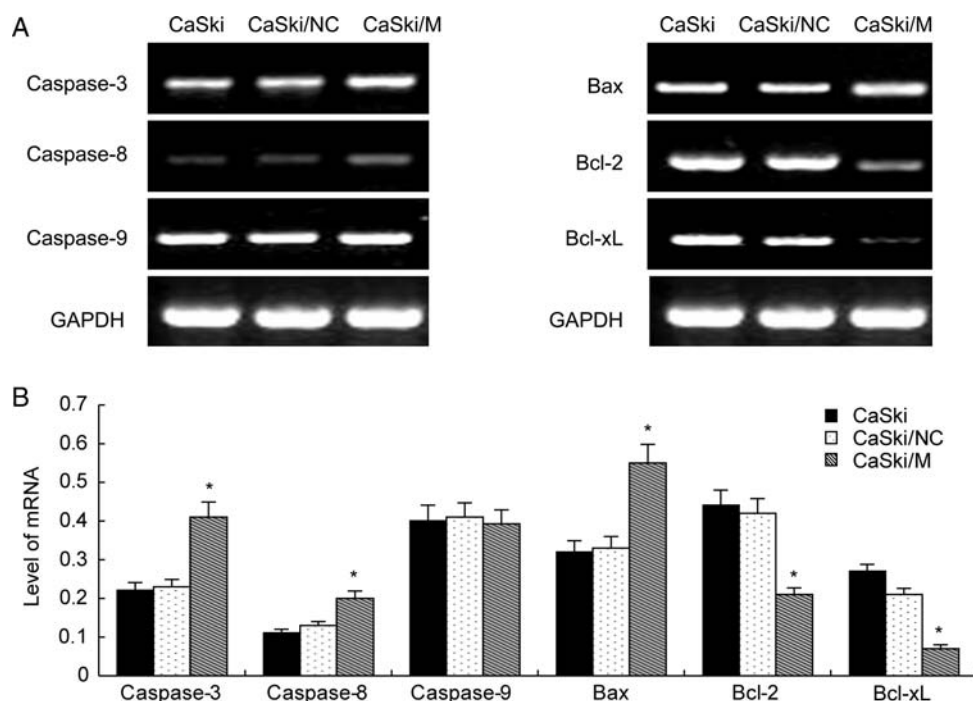 A
CaSki CaSki/NC CaSki/M
Caspase-3
Caspase-8
Caspase-9
GAPDH
CaSki CaSki/NC CaSki/M
Bax
Bcl-2
Bcl-xL
GAPDH
B
Level of mRNA
0.7
0.6
0.5
0.4
0.3
0.2
0.1
0
* * * * *
CaSki
CaSki/NC
CaSki/M
Caspase-3 Caspase-8 Caspase-9 Bax Bcl-2 Bcl-xL